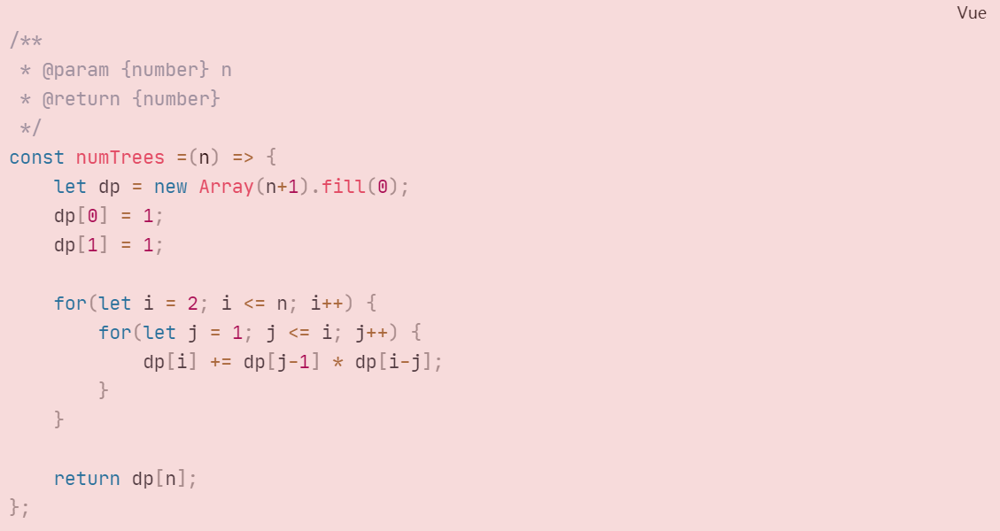 Vue
/**
 * @param {number} n
 * @return {number}
 */
const numTrees =(n) => {
    let dp = new Array(n+1).fill(0);
    dp[0] = 1;
    dp[1] = 1;

    for(let i = 2; i <= n; i++) {
        for(let j = 1; j <= i; j++) {
            dp[i] += dp[j-1] * dp[i-j];
        }
    }

    return dp[n];
};